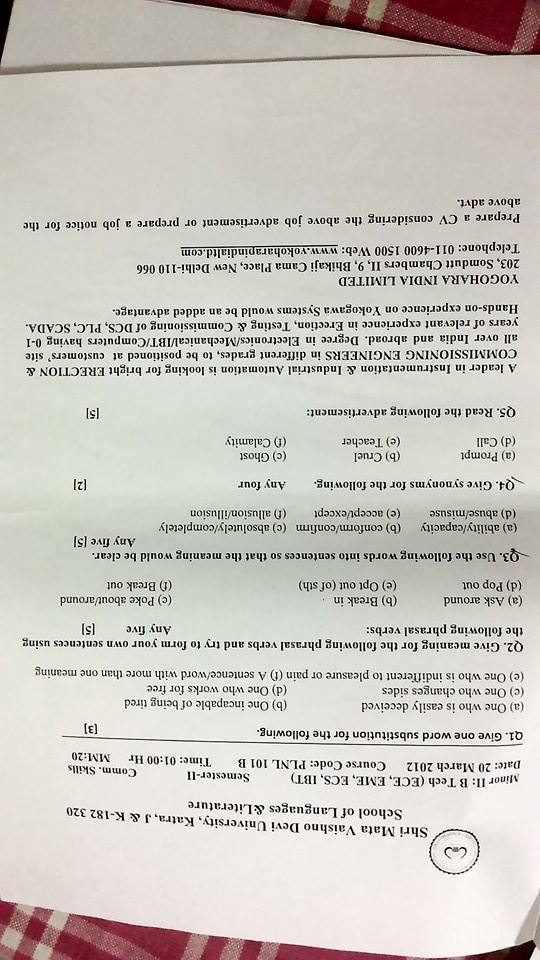 Shri Mata Vaishno Devi University, Katra, J & K-182 320
School of Languages &Literature
Minor II: B Tech (ECE, EME, ECS, IBT) Semester-II Comm. Skills
Date: 20 March 2012 Course Code: PLNL 101 B Time: 01:00 Hr MM:20
Q1. Give one word substitution for the following. [3]
(a) One who is easily deceived (b) One incapable of being tired
(c) One who changes sides (d) One who works for free
(e) One who is indifferent to pleasure or pain (f) A sentence/word with more than one meaning
Q2. Give meaning for the following phrasal verbs and try to form your own sentences using
the following phrasal verbs: Any five [5]
(a) Ask around (b) Break in (c) Poke about/around
(d) Pop out (e) Opt out (of sth) (f) Break out
Q3. Use the following words into sentences so that the meaning would be clear.
Any five [5]
(a) ability/capacity (b) conform/confirm (c) absolutely/completely
(d) abuse/misuse (e) accept/except (f) allusion/illusion
Q4. Give synonyms for the following. Any four [2]
(a) Prompt (b) Cruel (c) Ghost
(d) Call (e) Teacher (f) Calamity
Q5. Read the following advertisement: [5]
A leader in Instrumentation & Industrial Automation is looking for bright ERECTION &
COMMISSIONING ENGINEERS in different grades, to be positioned at customers' site
all over India and abroad. Degree in Electronics/Mechanical/IBT/Computers having 0-1
years of relevant experience in Erection, Testing & Commissioning of DCS, PLC, SCADA.
Hands-on experience on Yokogawa Systems would be an added advantage.
YOGOHARA INDIA LIMITED
203, Somdutt Chambers II, 9, Bhikaji Cama Place, New Delhi-110 066
Telephone: 011-4600 1500 Web: www.yokoharapindialtd.com
Prepare a CV considering the above job advertisement or prepare a job notice for the
above advt.